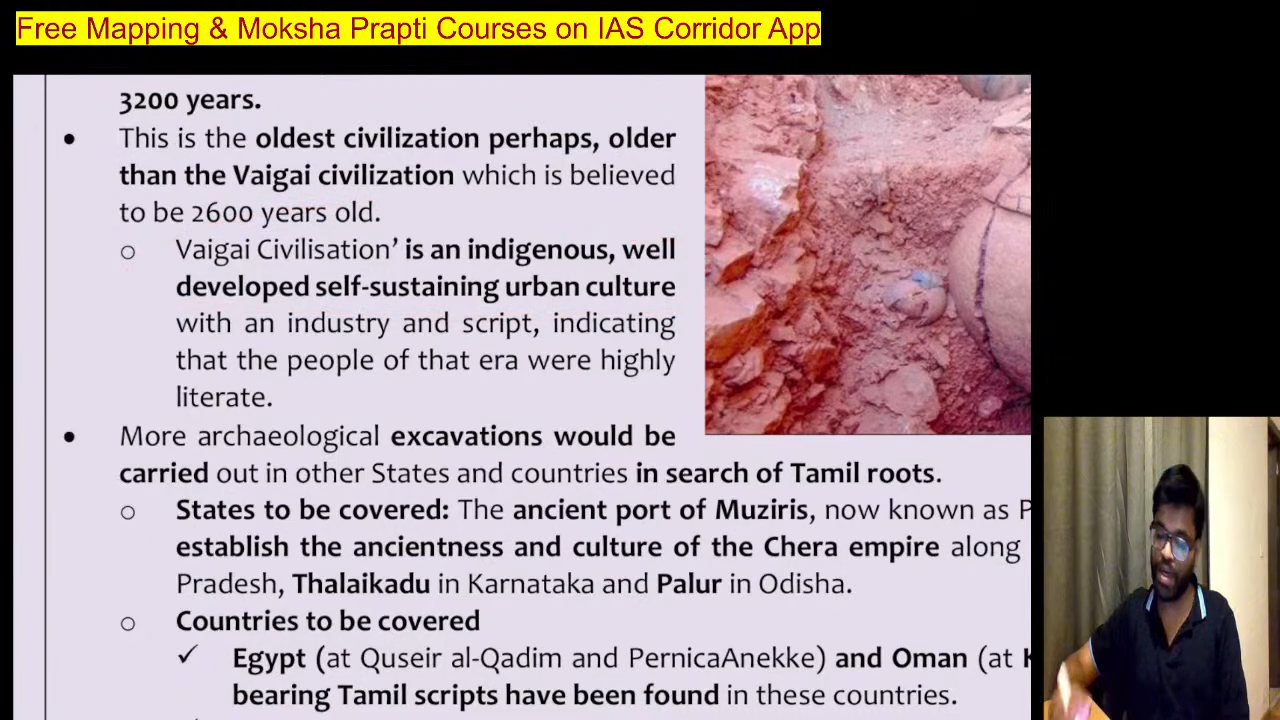 Free Mapping & Moksha Prapti Courses on IAS Corridor App
3200 years.
• This is the oldest civilization perhaps, older
than the Vaigai civilization which is believed
to be 2600 years old.
o Vaigai Civilisation’ is an indigenous, well
developed self-sustaining urban culture
with an industry and script, indicating
that the people of that era were highly
literate.
• More archaeological excavations would be
carried out in other States and countries in search of Tamil roots.
o States to be covered: The ancient port of Muziris, now known as P
establish the ancientness and culture of the Chera empire along
Pradesh, Thalaikadu in Karnataka and Palur in Odisha.
o Countries to be covered
✓ Egypt (at Quseir al-Qadim and PernicaAnekke) and Oman (at K
bearing Tamil scripts have been found in these countries.